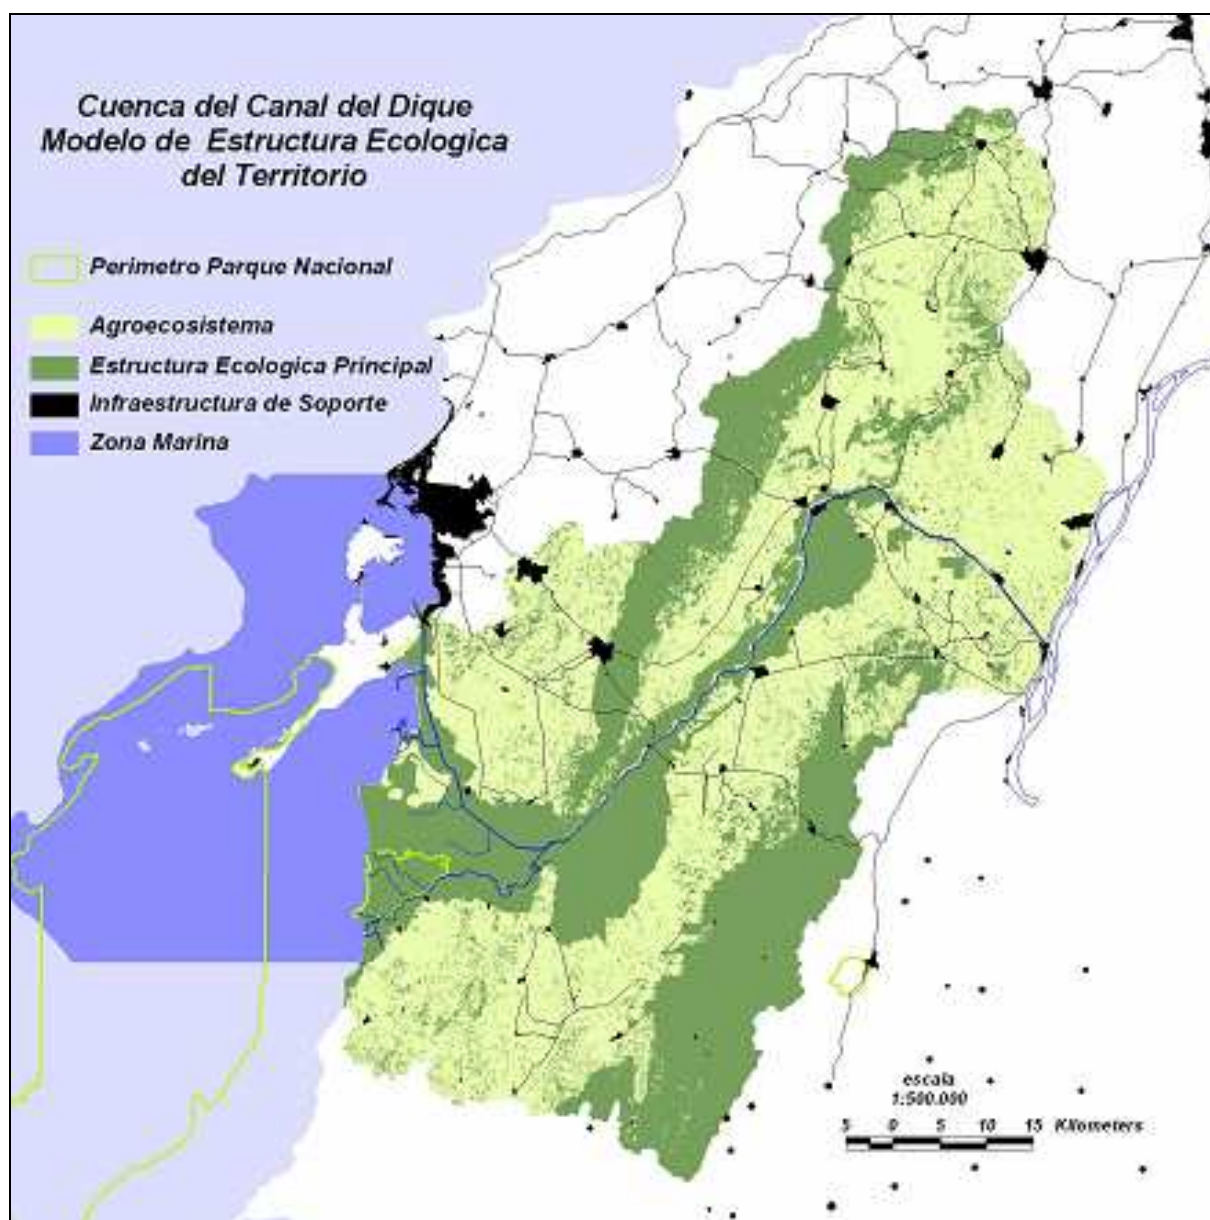 Cuenca del Canal del Dique
Modelo de Estructura Ecologica
del Territorio
Perimetro Parque Nacional
Agroecosistema
Estructura Ecologica Principal
Infraestructura de Soporte
Zona Marina
escala
1:500.000
5 0 5 10 15 Kilometers